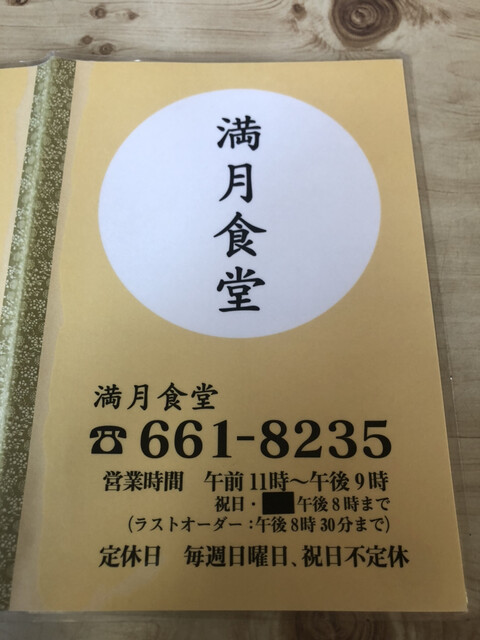 満月食堂
満月食堂
☎661-8235
営業時間 午前11時～午後9時
祝日・ 午後8時まで
(ラストオーダー:午後8時30分まで)
定休日 毎週日曜日、祝日不定休